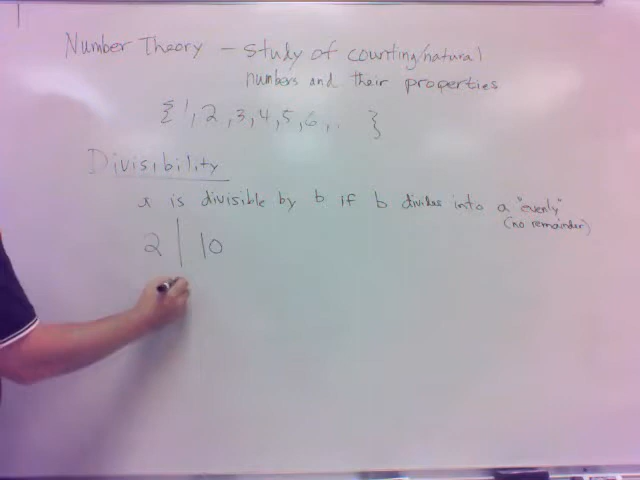 Number Theory - study of counting/natural
numbers and their properties
{1, 2, 3, 4, 5, 6, .. }
Divisibility
a is divisible by b if b divides into a "evenly"
(no remainder)
2 | 10